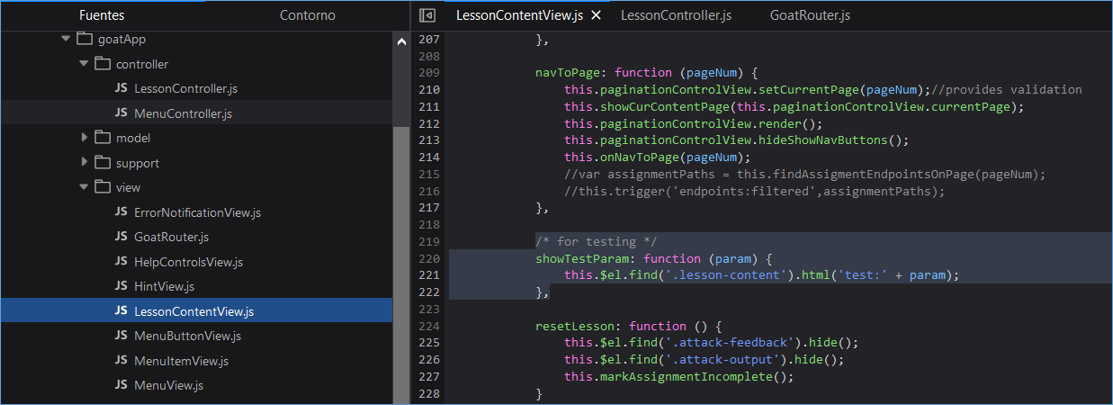 Fuentes
Contorno
goatApp
controller
JS LessonController.js
JS MenuController.js
model
support
view
JS ErrorNotificationView.js
JS GoatRouter.js
JS HelpControlsView.js
JS HintView.js
JS LessonContentView.js
JS MenuButtonView.js
JS MenuItemView.js
JS MenuView.js
LessonContentView.js ✕ LessonController.js GoatRouter.js
207 },
208
209 navToPage: function (pageNum) {
210 this.paginationControlView.setCurrentPage(pageNum);//provides validation
211 this.showCurContentPage(this.paginationControlView.currentPage);
212 this.paginationControlView.render();
213 this.paginationControlView.hideShowNavButtons();
214 this.onNavToPage(pageNum);
215 //var assignmentPaths = this.findAssigmentEndpointsOnPage(pageNum);
216 //this.trigger('endpoints:filtered',assignmentPaths);
217 },
218
219 /* for testing */
220 showTestParam: function (param) {
221 this.$el.find('.lesson-content').html('test:' + param);
222 },
223
224 resetLesson: function () {
225 this.$el.find('.attack-feedback').hide();
226 this.$el.find('.attack-output').hide();
227 this.markAssignmentIncomplete();
228 }